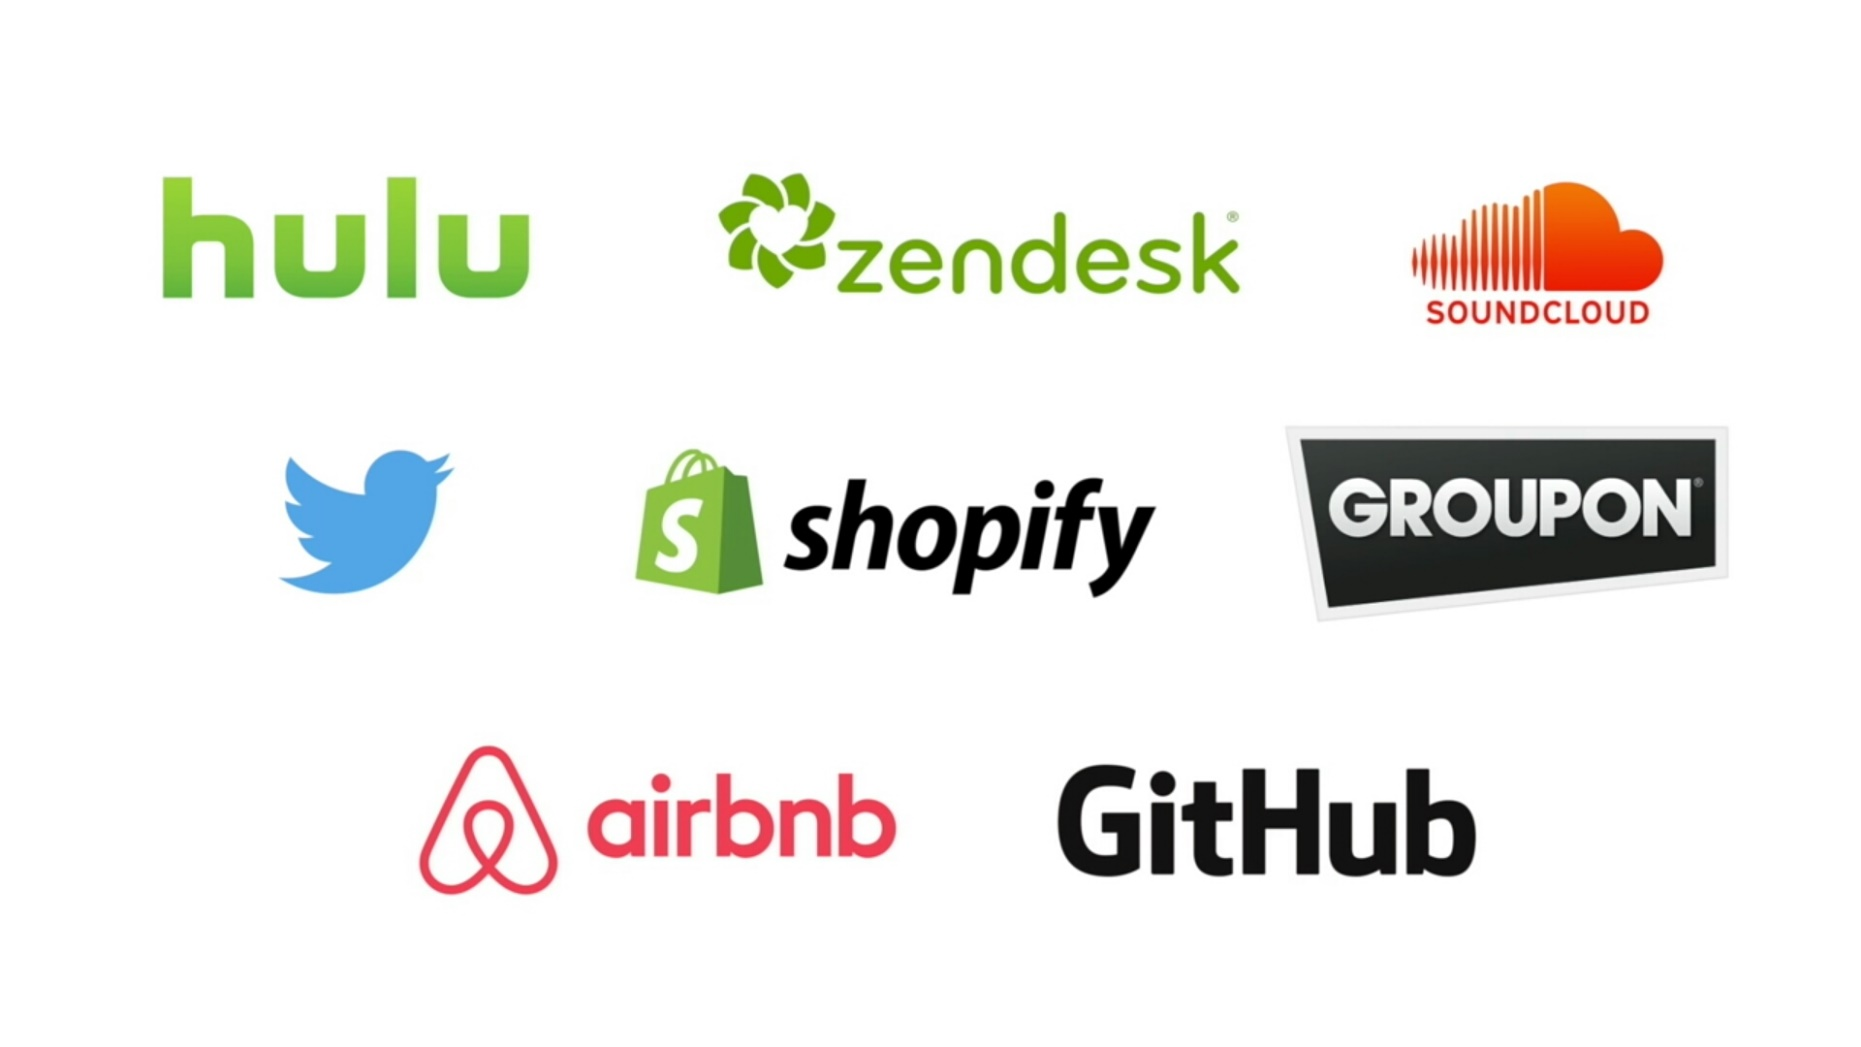 hulu
zendesk®
SOUNDCLOUD
S shopify
GROUPON®
airbnb
GitHub